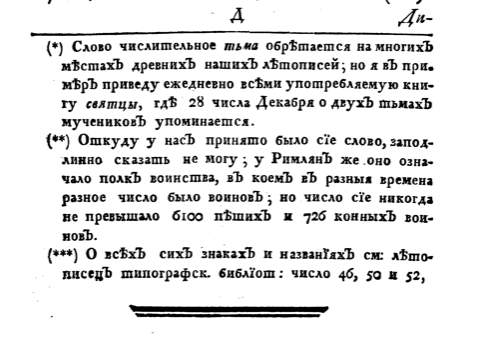 Д
Ди-
(*) Слово числительное тьма обрѣтается на многихЪ
мѣстахЪ древнихЪ нашихЪ лѣтописей; но я вЪ при-
мѣрЪ приведу ежедневно всѣми употребляемую кни-
гу святцы, гдѣ 28 числа Декабря о двухЪ тьмахЪ
мучениковЪ упоминается.
(**) Откуду у насЪ принято было сїе слово, запод-
линно сказать не могу; у РимлянЪ же оно озна-
чало полкЪ воинства, вЪ коемЪ вЪ разныя времена
разное число было воиновЪ; но число сїе никогда
не превышало 6100 пѣшихЪ и 726 конныхЪ вои-
новЪ.
(***) О всѣхЪ сихЪ знакахЪ и названїяхЪ см: лѣто-
писецЪ типографск. библїот: число 46, 50 и 52,